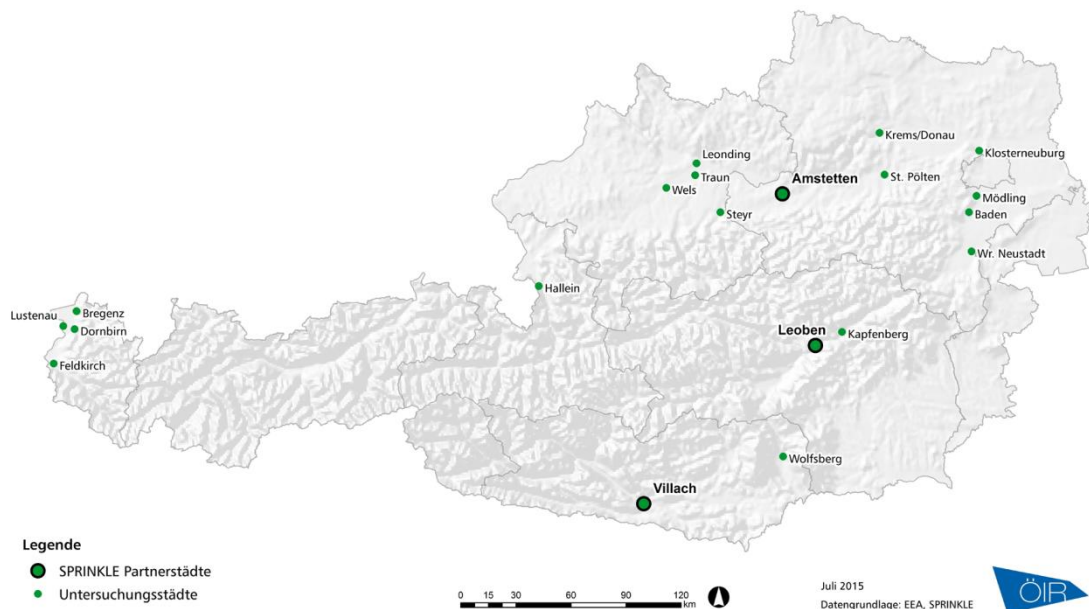 Krems/Donau
Klosterneuburg
Leonding
Traun
Amstetten
St. Pölten
Wels
Mödling
Steyr
Baden
Wr. Neustadt
Hallein
Lustenau
Bregenz
Dornbirn
Leoben
Kapfenberg
Feldkirch
Wolfsberg
Villach
Legende
SPRINKLE Partnerstädte
Untersuchungsstädte
0 15 30 60 90 120
km
Juli 2015
Datengrundlage: EEA, SPRINKLE
ÖIR